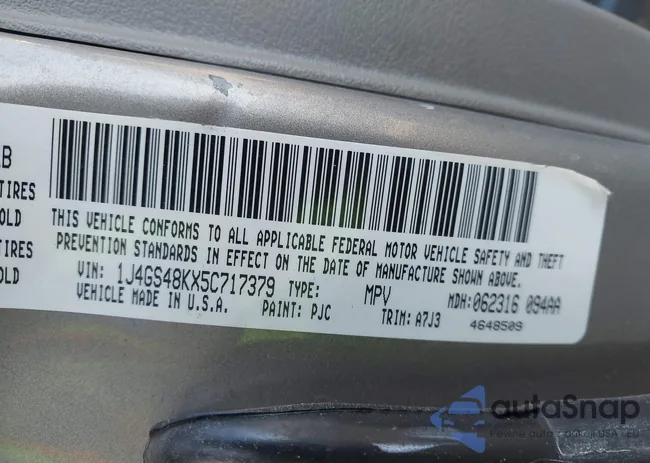 LB
TIRES
OLD
TIRES
OLD
THIS VEHICLE CONFORMS TO ALL APPLICABLE FEDERAL MOTOR VEHICLE SAFETY AND THEFT
PREVENTION STANDARDS IN EFFECT ON THE DATE OF MANUFACTURE SHOWN ABOVE.
VIN: 1J4GS48KX5C717379 TYPE: MPV MDH:062316 094AA
VEHICLE MADE IN U.S.A. PAINT: PJC TRIM: A7J3 4648509
autoSnap